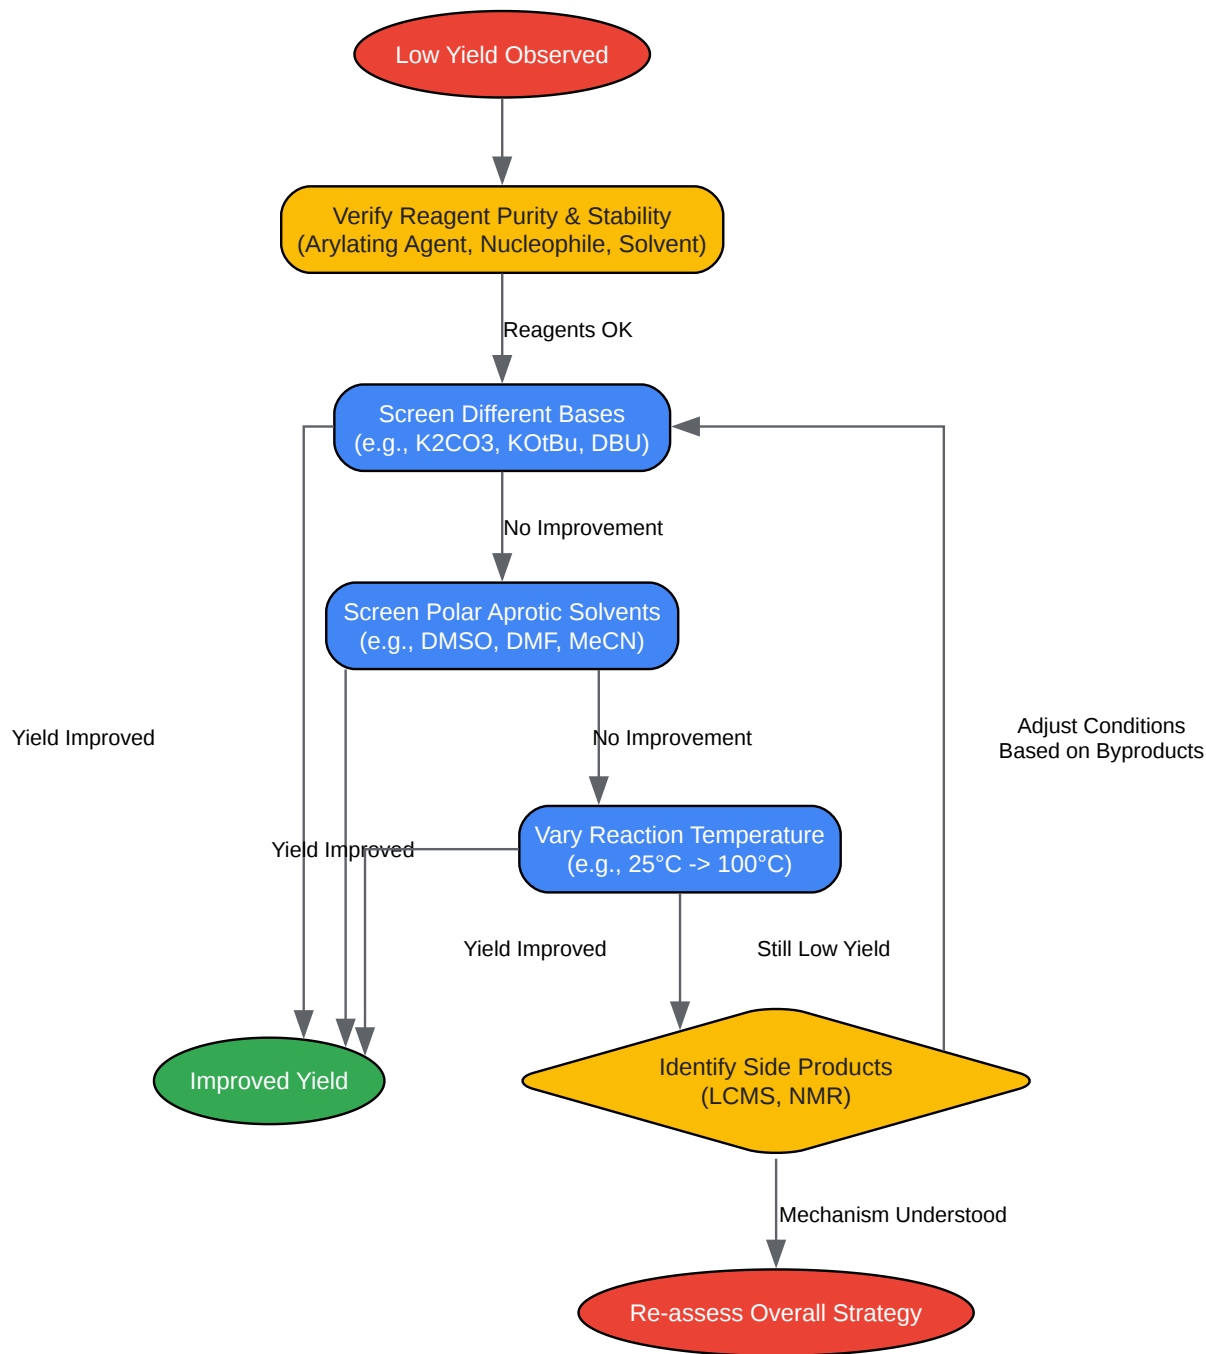 Low Yield Observed
Verify Reagent Purity & Stability
(Arylating Agent, Nucleophile, Solvent)
Reagents OK
Screen Different Bases
(e.g., K2CO3, KOtBu, DBU)
No Improvement
Screen Polar Aprotic Solvents
(e.g., DMSO, DMF, MeCN)
Yield Improved
No Improvement
Adjust Conditions
Based on Byproducts
Yield Improved
Vary Reaction Temperature
(e.g., 25°C -> 100°C)
Yield Improved
Still Low Yield
Improved Yield
Identify Side Products
(LCMS, NMR)
Mechanism Understood
Re-assess Overall Strategy